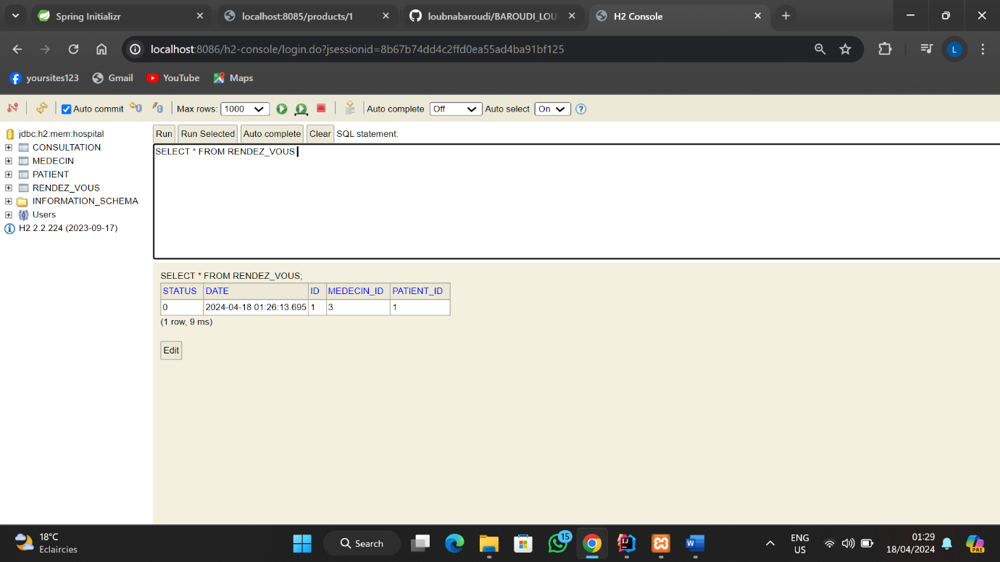 Spring Initializr
localhost:8085/products/1
loubnabaroudi/BAROUDI_LOU
H2 Console
localhost:8086/h2-console/login.do?jsessionid=8b67b74dd4c2ffd0ea55ad4ba91bf125
L
yoursites123 Gmail YouTube Maps
Auto commit Max rows: 1000 Auto complete Off Auto select On ?
jdbc:h2:mem:hospital
CONSULTATION
MEDECIN
PATIENT
RENDEZ_VOUS
INFORMATION_SCHEMA
Users
H2 2.2.224 (2023-09-17)
Run Run Selected Auto complete Clear SQL statement:
SELECT * FROM RENDEZ_VOUS
SELECT * FROM RENDEZ_VOUS;
STATUS DATE ID MEDECIN_ID PATIENT_ID
0 2024-04-18 01:26:13.695 1 3 1
(1 row, 9 ms)
Edit
18°C
Eclaircies
Search
15
ENG
US
01:29
18/04/2024
PRE